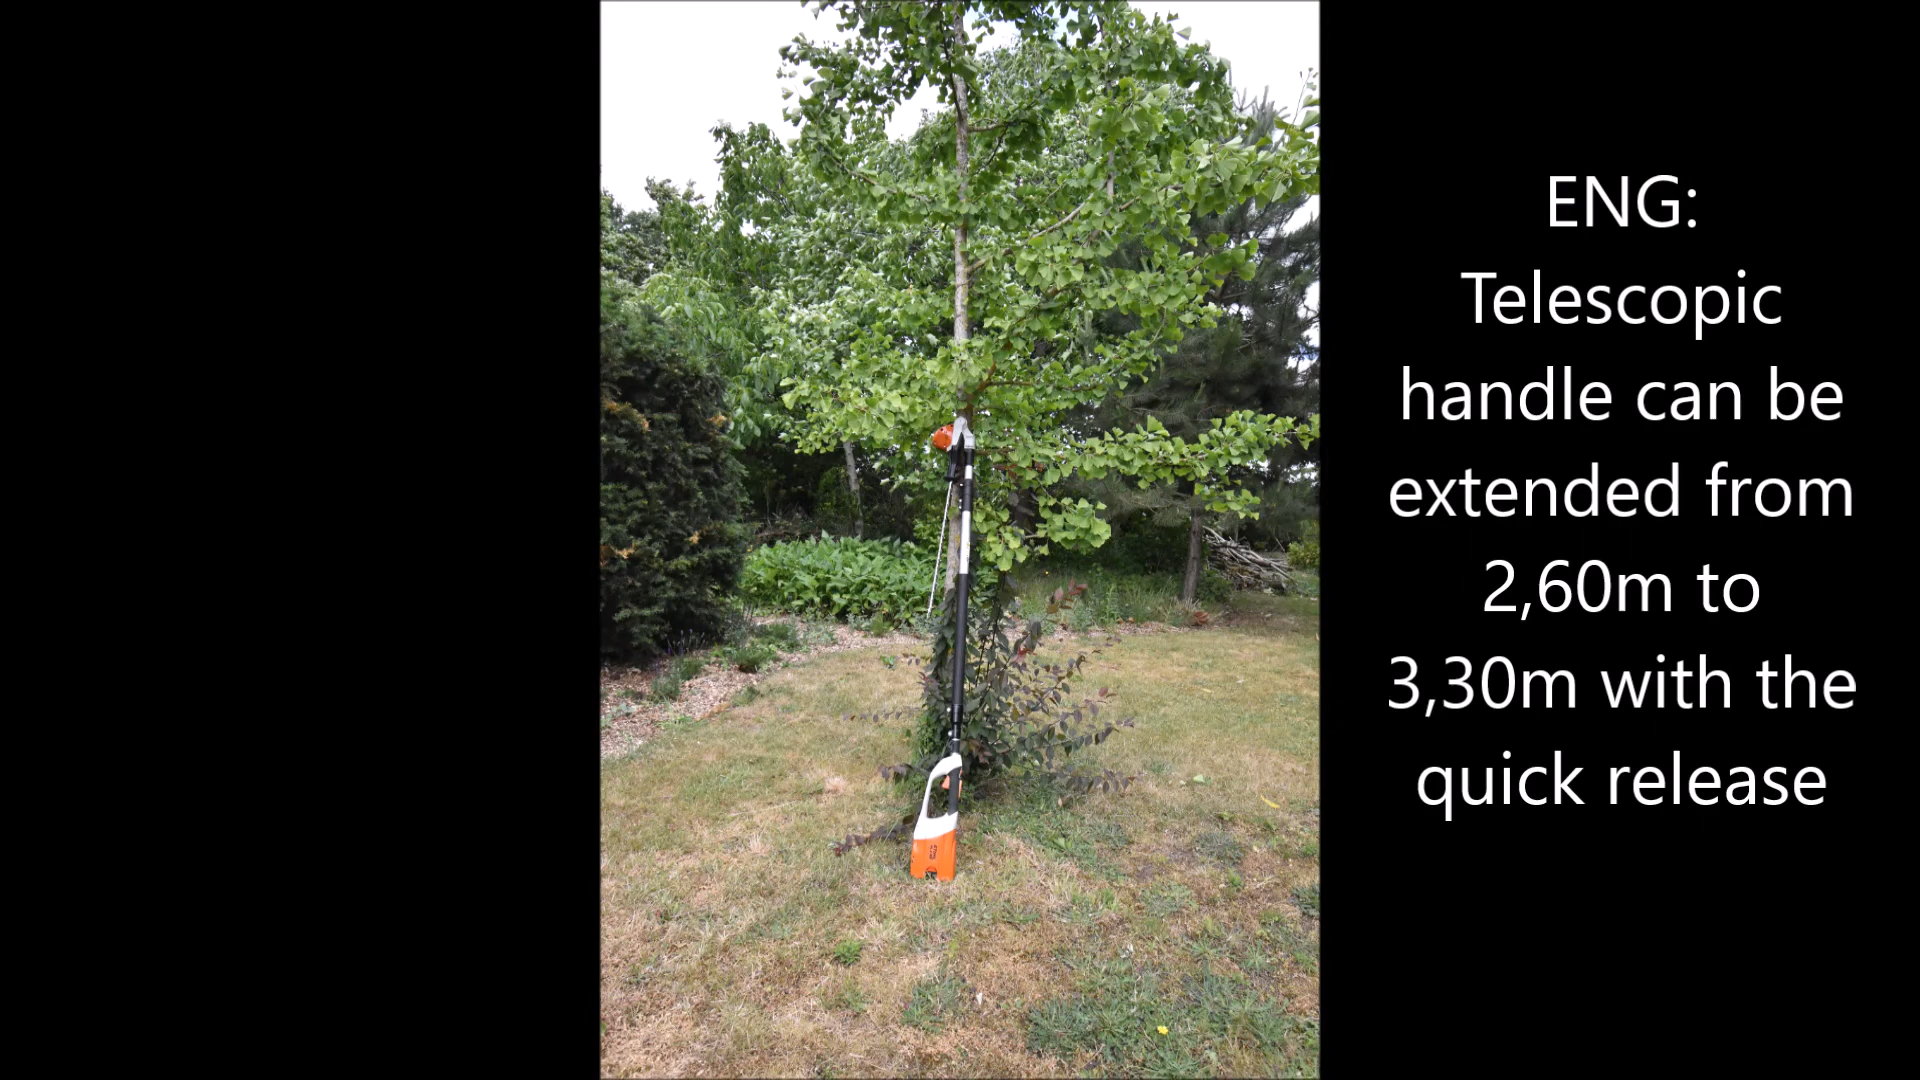 ENG:
Telescopic
handle can be
extended from
2,60m to
3,30m with the
quick release